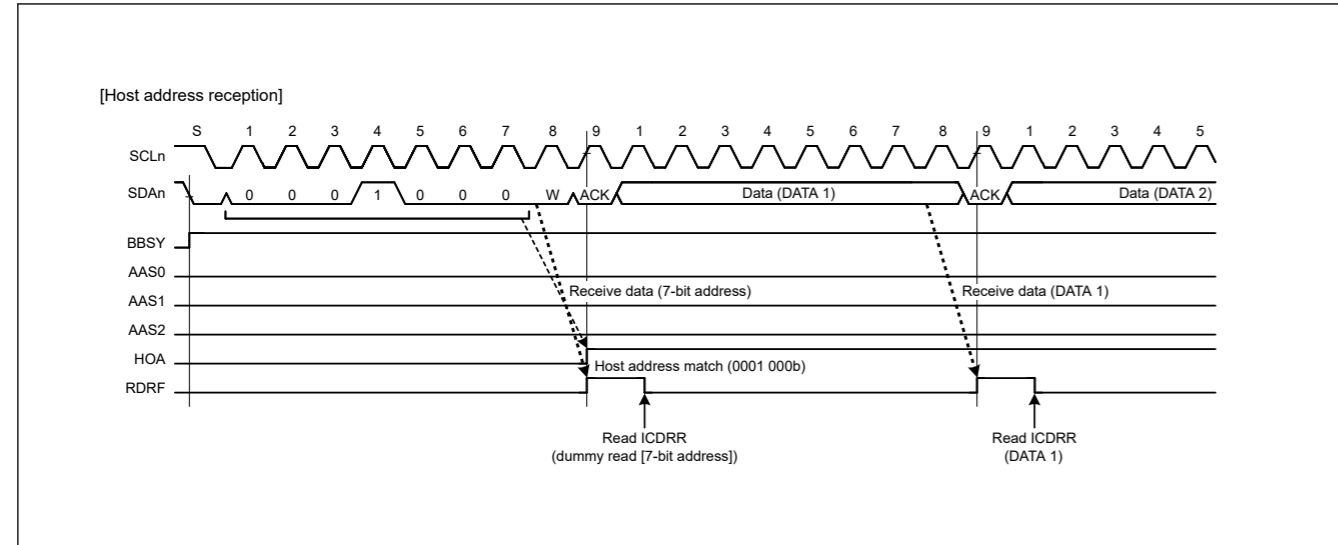 [Host address reception]
S 1 2 3 4 5 6 7 8 9 1 2 3 4 5 6 7 8 9 1 2 3 4 5
SCLn
SDAn 0 0 0 1 0 0 0 W ACK Data (DATA 1) ACK Data (DATA 2)
BBSY
AAS0
Receive data (7-bit address) Receive data (DATA 1)
AAS1
AAS2
HOA
Host address match (0001 000b)
RDRF
Read ICDRR Read ICDRR
(dummy read [7-bit address]) (DATA 1)